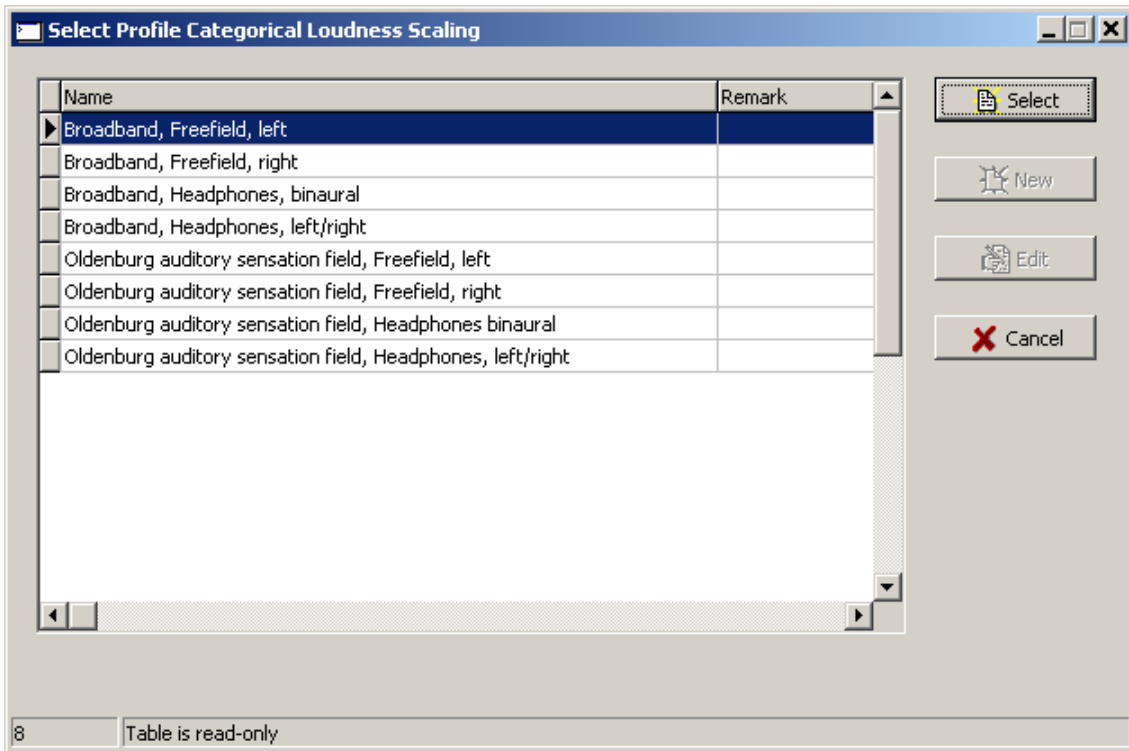 Select Profile Categorical Loudness Scaling
Name Remark
Broadband, Freefield, left
Broadband, Freefield, right
Broadband, Headphones, binaural
Broadband, Headphones, left/right
Oldenburg auditory sensation field, Freefield, left
Oldenburg auditory sensation field, Freefield, right
Oldenburg auditory sensation field, Headphones binaural
Oldenburg auditory sensation field, Headphones, left/right
Select
New
Edit
Cancel
8 Table is read-only